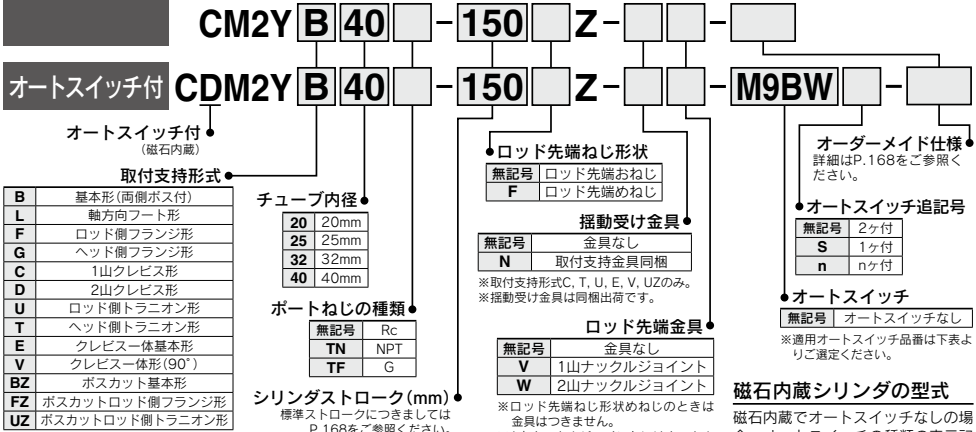 CM2Y B 40 - 150 Z - -
オートスイッチ付 CDM2Y B 40 - 150 Z - - M9BW -
オートスイッチ付
(磁石内蔵)
取付支持形式
B 基本形(両側ボス付)
L 軸方向フート形
F ロッド側フランジ形
G ヘッド側フランジ形
C 1山クレビス形
D 2山クレビス形
U ロッド側トラニオン形
T ヘッド側トラニオン形
E クレビス一体基本形
V クレビス一体形(90°)
BZ ボスカット基本形
FZ ボスカットロッド側フランジ形
UZ ボスカットロッド側トラニオン形
チューブ内径
20 20mm
25 25mm
32 32mm
40 40mm
ポートねじの種類
無記号 Rc
TN NPT
TF G
シリンダストローク(mm)
標準ストロークにつきましては
P.168をご参照ください。
ロッド先端ねじ形状
無記号 ロッド先端おねじ
F ロッド先端めねじ
揺動受け金具
無記号 金具なし
N 取付支持金具同梱
※取付支持形式C, T, U, E, V, UZのみ。
※揺動受け金具は同梱出荷です。
ロッド先端金具
無記号 金具なし
V 1山ナックルジョイント
W 2山ナックルジョイント
※ロッド先端ねじ形状めねじのときは
金具はつきません。
オーダーメイド仕様
詳細はP.168をご参照く
ださい。
オートスイッチ追記号
無記号 2ヶ付
S 1ヶ付
n nヶ付
オートスイッチ
無記号 オートスイッチなし
※適用オートスイッチ品番は下表よ
りご選定ください。
磁石内蔵シリンダの型式
磁石内蔵でオートスイッチなしの場